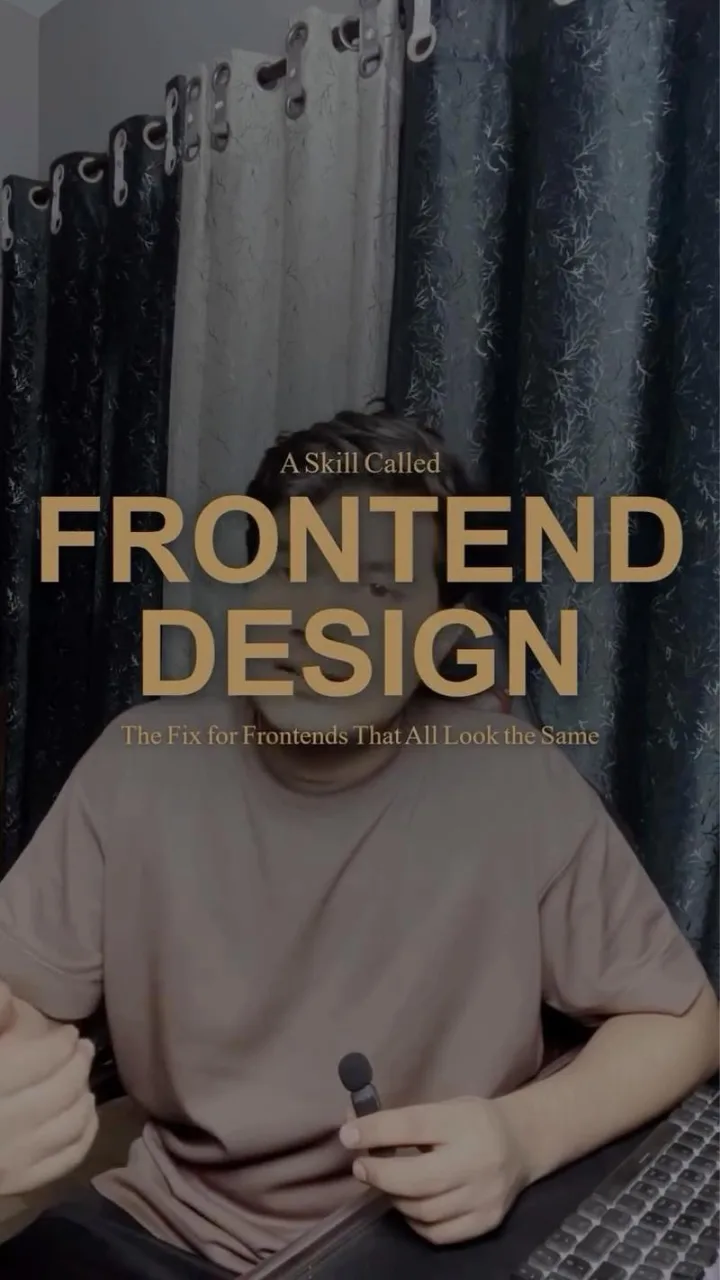 A Skill Called
FRONTEND
DESIGN
The Fix for Frontends That All Look the Same